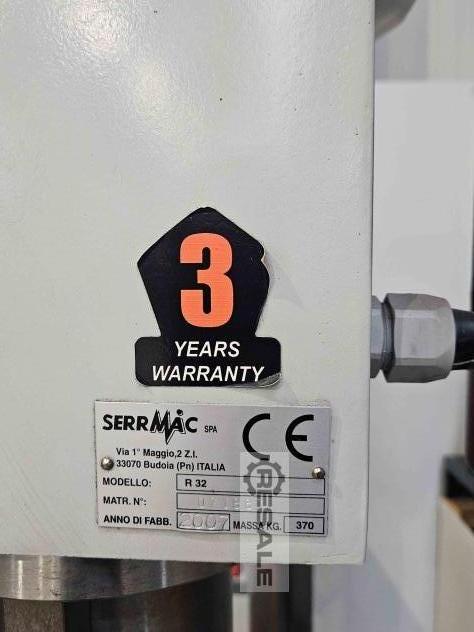 3
YEARS
WARRANTY
SERRMAC SPA
CE
Via 1° Maggio,2 Z.I.
33070 Budoia (Pn) ITALIA
MODELLO: R 32
MATR. N°:
ANNO DI FABB. 2007 MASSA KG. 370
RESALE